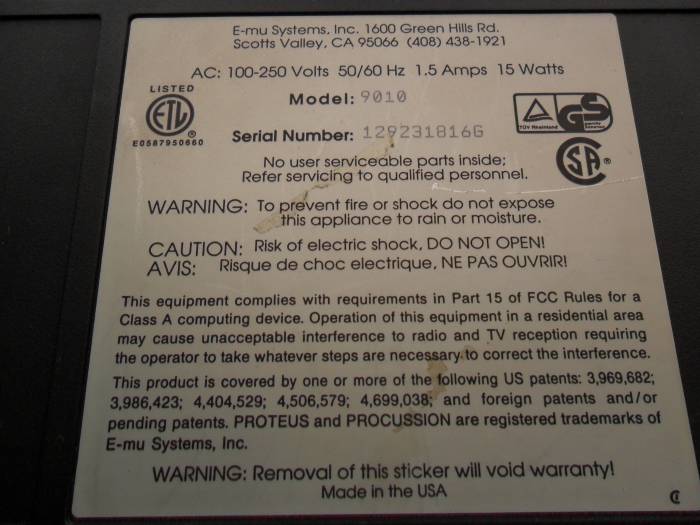 E-mu Systems, Inc. 1600 Green Hills Rd.
Scotts Valley, CA 95066 (408) 438-1921
AC: 100-250 Volts 50/60 Hz 1.5 Amps 15 Watts
LISTED
ETL
®
E0587950660
Model: 9010
TÜV Rheinland
GS
Serial Number: 129231816G
SA ®
No user serviceable parts inside;
Refer servicing to qualified personnel.
WARNING: To prevent fire or shock do not expose
this appliance to rain or moisture.
CAUTION: Risk of electric shock, DO NOT OPEN!
AVIS: Risque de choc electrique, NE PAS OUVRIR!
This equipment complies with requirements in Part 15 of FCC Rules for a
Class A computing device. Operation of this equipment in a residential area
may cause unacceptable interference to radio and TV reception requiring
the operator to take whatever steps are necessary to correct the interference.
This product is covered by one or more of the following US patents: 3,969,682;
3,986,423; 4,404,529; 4,506,579; 4,699,038; and foreign patents and/or
pending patents. PROTEUS and PROCUSSION are registered trademarks of
E-mu Systems, Inc.
WARNING: Removal of this sticker will void warranty!
Made in the USA